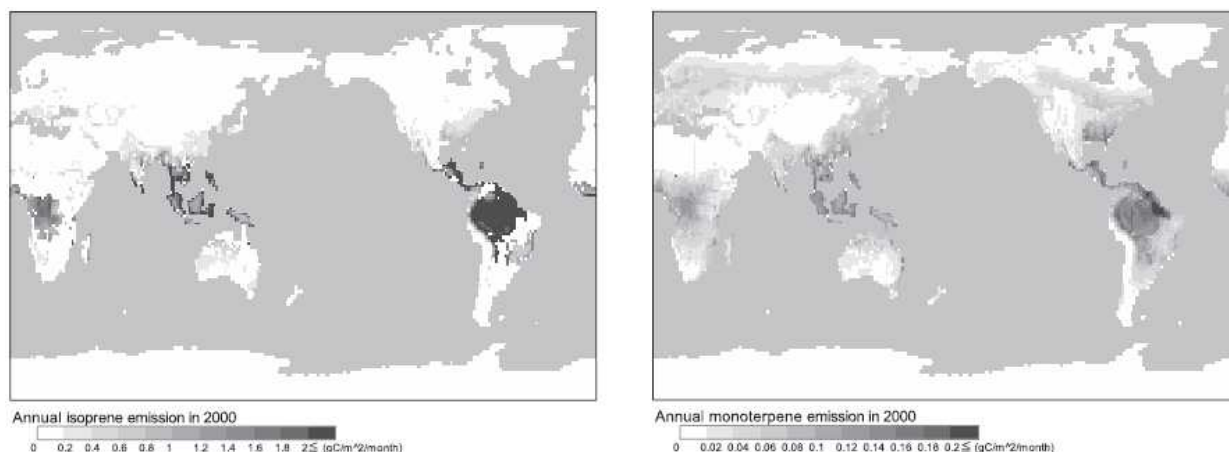 Annual isoprene emission in 2000
0 0.2 0.4 0.6 0.8 1 1.2 1.4 1.6 1.8 2≦ (gC/m^2/month)
Annual monoterpene emission in 2000
0 0.02 0.04 0.06 0.08 0.1 0.12 0.14 0.16 0.18 0.2≦ (gC/m^2/month)